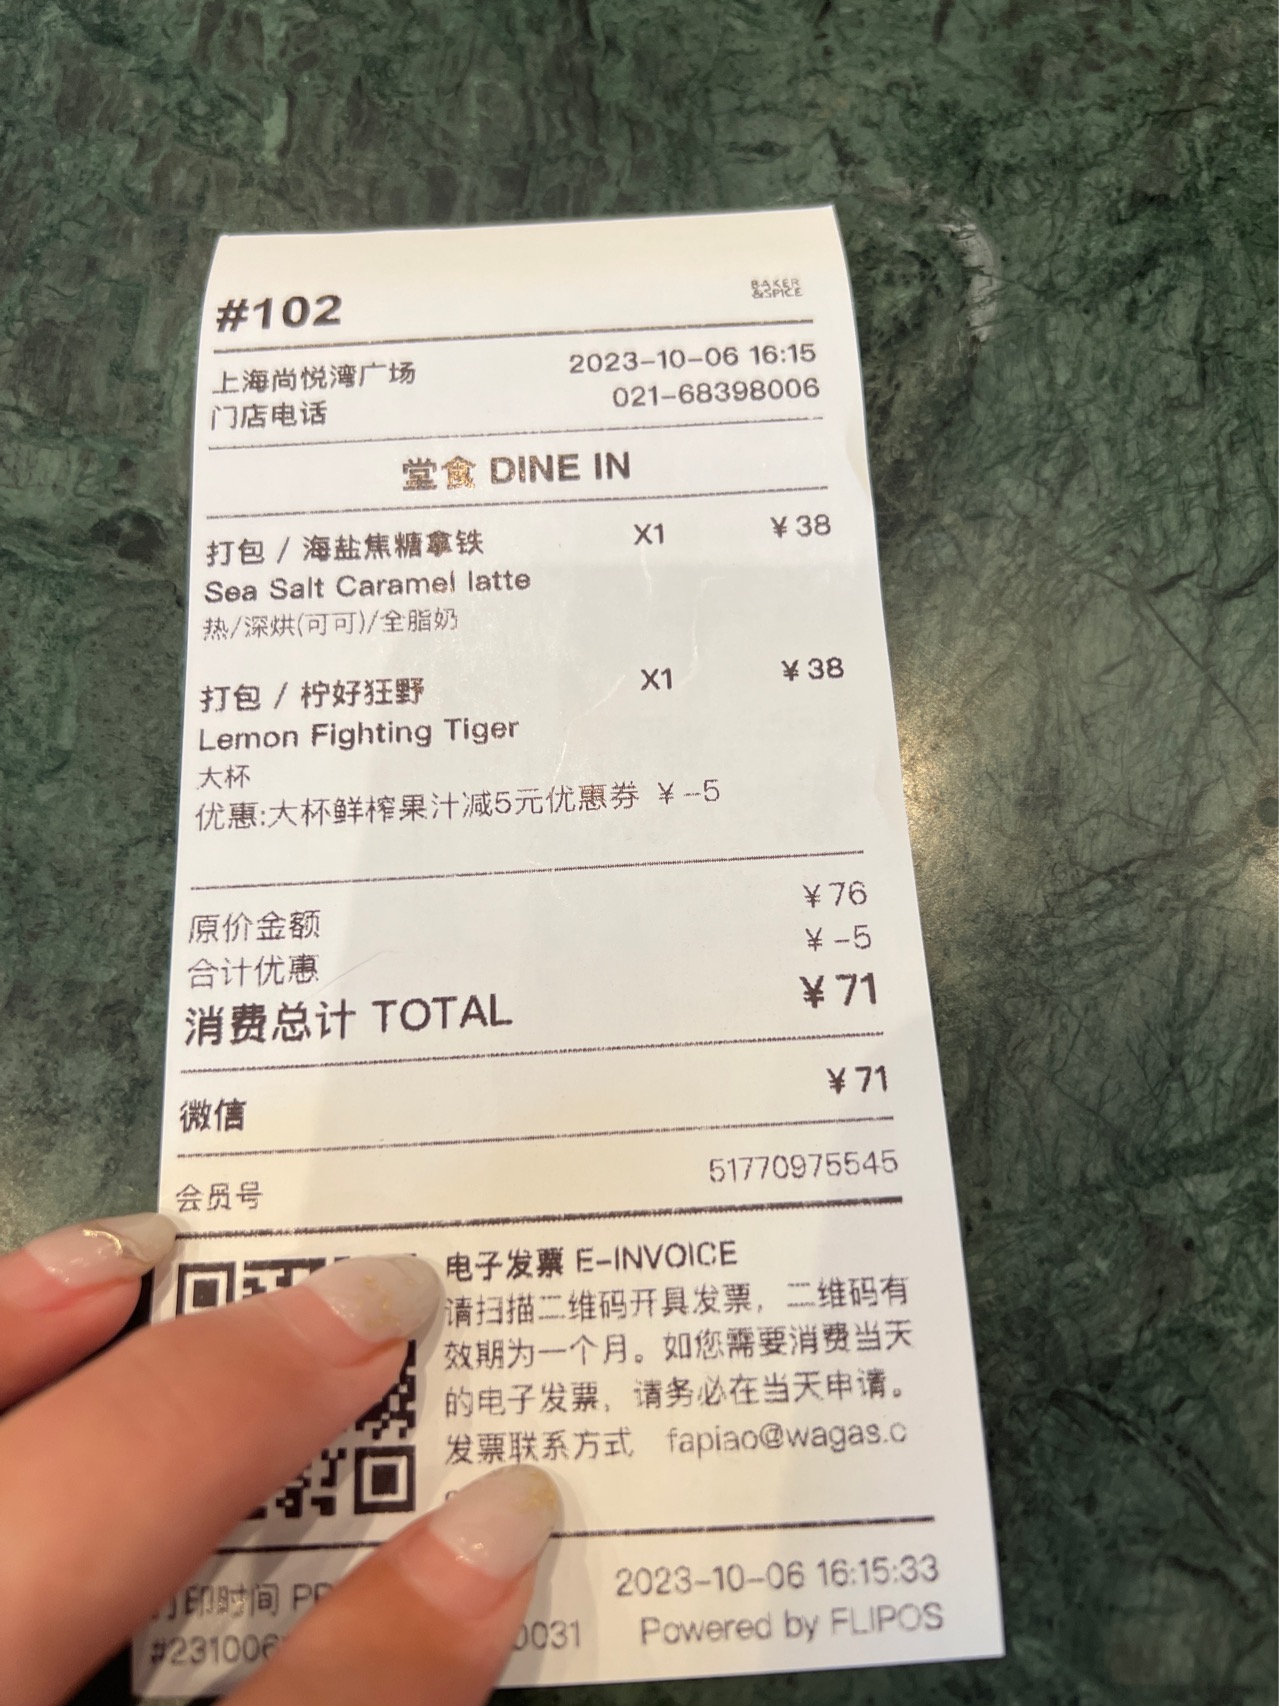 #102
BAKER
&SPICE
上海尚悦湾广场 2023-10-06 16:15
门店电话 021-68398006
堂食 DINE IN
打包 / 海盐焦糖拿铁 X1 ¥38
Sea Salt Caramel latte
热/深烘(可可)/全脂奶
打包 / 柠好狂野 X1 ¥38
Lemon Fighting Tiger
大杯
优惠:大杯鲜榨果汁减5元优惠券 ¥-5
原价金额 ¥76
合计优惠 ¥-5
消费总计 TOTAL ¥71
微信 ¥71
会员号 51770975545
电子发票 E-INVOICE
请扫描二维码开具发票，二维码有
效期为一个月。如您需要消费当天
的电子发票，请务必在当天申请。
发票联系方式 fapiao@wagas.c
印时间 2023-10-06 16:15:33
#231006 0031 Powered by FLIPOS